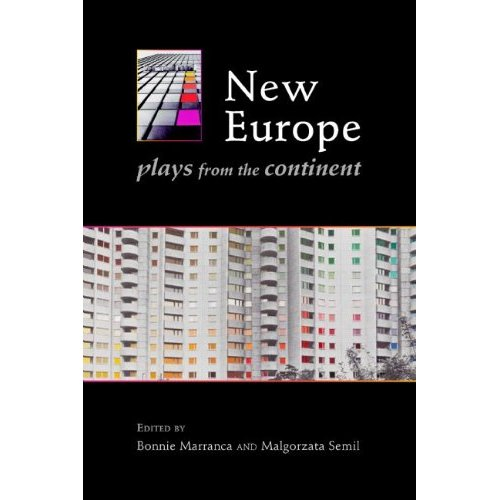 New
Europe
plays from the continent
EDITED BY
BONNIE MARRANCA AND MALGORZATA SEMIL